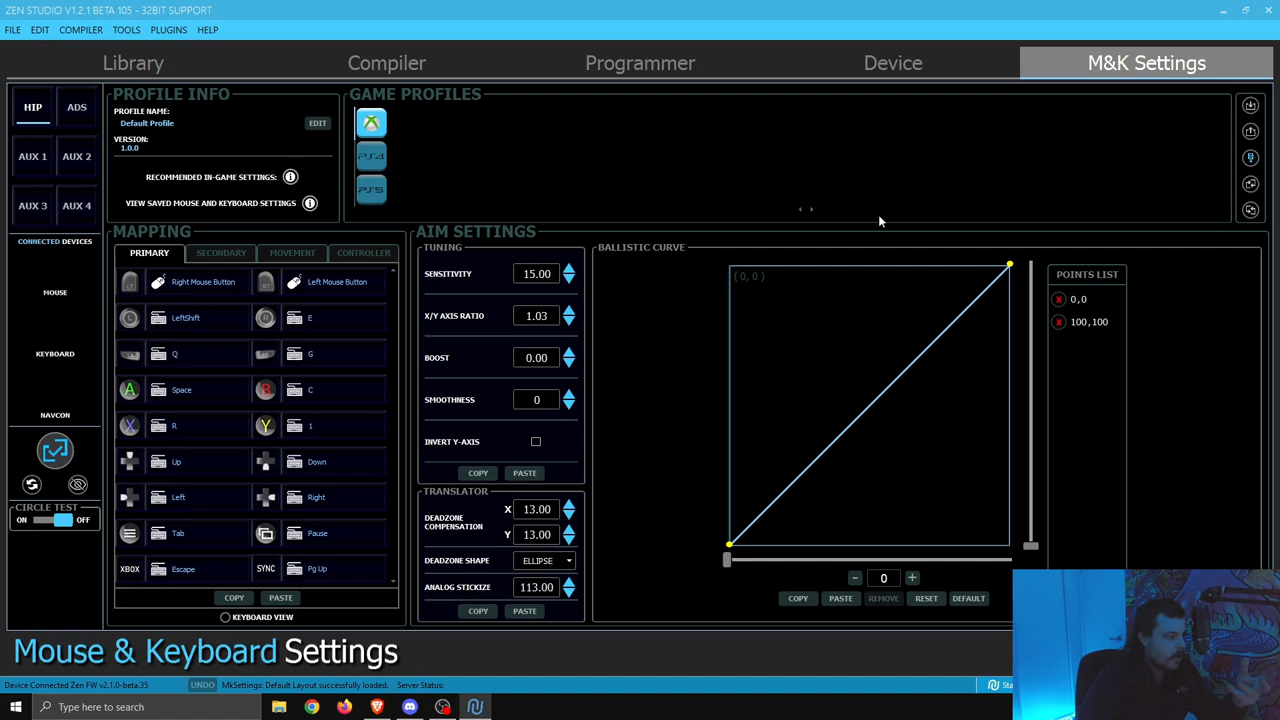 ZEN STUDIO V1.2.1 BETA 105 - 32BIT SUPPORT
FILE EDIT COMPILER TOOLS PLUGINS HELP
Library Compiler Programmer Device M&K Settings
HIP ADS
AUX 1 AUX 2
AUX 3 AUX 4
CONNECTED DEVICES
MOUSE
KEYBOARD
NAVCON
CIRCLE TEST
ON OFF
PROFILE INFO
PROFILE NAME:
Default Profile EDIT
VERSION:
1.0.0
RECOMMENDED IN-GAME SETTINGS:
VIEW SAVED MOUSE AND KEYBOARD SETTINGS
GAME PROFILES
PS4
PS5
MAPPING
PRIMARY SECONDARY MOVEMENT CONTROLLER
LT Right Mouse Button RT Left Mouse Button
L LeftShift R E
Q G
A Space B C
X R Y 1
Up Down
Left Right
Tab Pause
XBOX Escape SYNC Pg Up
COPY PASTE
KEYBOARD VIEW
AIM SETTINGS
TUNING
SENSITIVITY 15.00
X/Y AXIS RATIO 1.03
BOOST 0.00
SMOOTHNESS 0
INVERT Y-AXIS
COPY PASTE
TRANSLATOR
DEADZONE COMPENSATION X 13.00
Y 13.00
DEADZONE SHAPE ELLIPSE
ANALOG STICKIZE 113.00
COPY PASTE
BALLISTIC CURVE
(0,0)
- 0 +
COPY PASTE REMOVE RESET DEFAULT
POINTS LIST
X 0,0
X 100,100
Mouse & Keyboard Settings
Device Connected Zen FW v2.1.0-beta.35 UNDO MkSettings: Default Layout successfully loaded. Server Status:
Type here to search